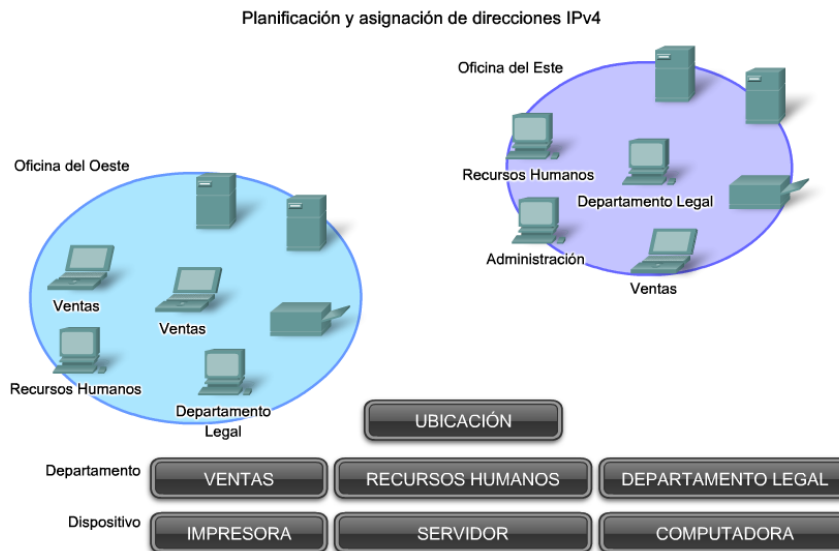 Planificación y asignación de direcciones IPv4
Oficina del Este
Recursos Humanos
Departamento Legal
Administración
Ventas
Oficina del Oeste
Ventas
Ventas
Recursos Humanos
Departamento
Legal
UBICACIÓN
Departamento
VENTAS
RECURSOS HUMANOS
DEPARTAMENTO LEGAL
Dispositivo
IMPRESORA
SERVIDOR
COMPUTADORA